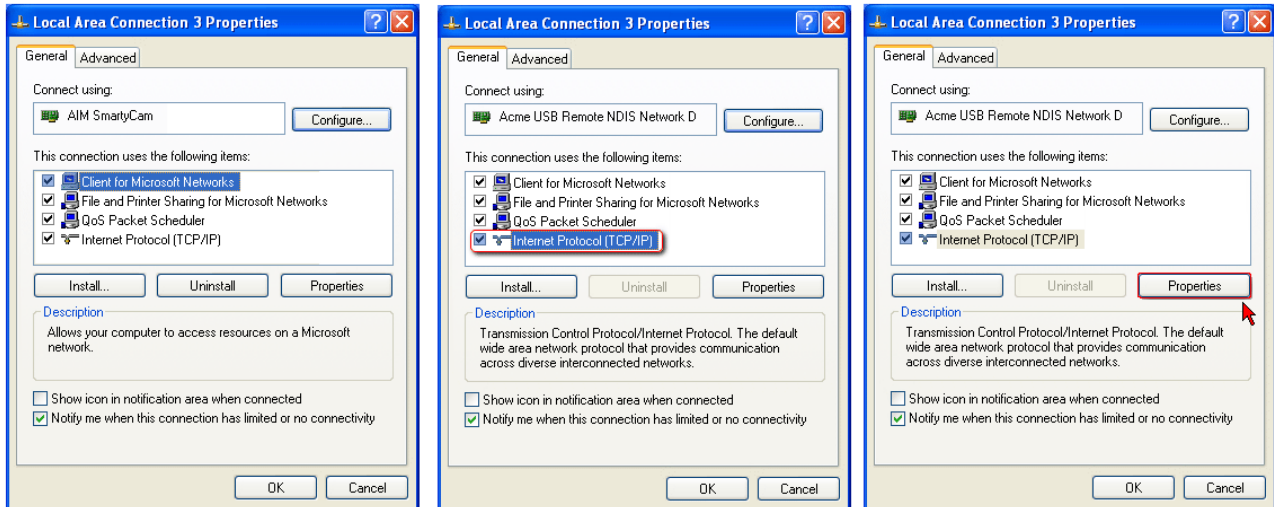 Local Area Connection 3 Properties
General Advanced
Connect using:
AIM SmartyCam
Configure...
This connection uses the following items:
Client for Microsoft Networks
File and Printer Sharing for Microsoft Networks
QoS Packet Scheduler
Internet Protocol (TCP/IP)
Install... Uninstall Properties
Description
Allows your computer to access resources on a Microsoft
network.
Show icon in notification area when connected
Notify me when this connection has limited or no connectivity
OK Cancel
Local Area Connection 3 Properties
General Advanced
Connect using:
Acme USB Remote NDIS Network D
Configure...
This connection uses the following items:
Client for Microsoft Networks
File and Printer Sharing for Microsoft Networks
QoS Packet Scheduler
Internet Protocol (TCP/IP)
Install... Uninstall Properties
Description
Transmission Control Protocol/Internet Protocol. The default
wide area network protocol that provides communication
across diverse interconnected networks.
Show icon in notification area when connected
Notify me when this connection has limited or no connectivity
OK Cancel
Local Area Connection 3 Properties
General Advanced
Connect using:
Acme USB Remote NDIS Network D
Configure...
This connection uses the following items:
Client for Microsoft Networks
File and Printer Sharing for Microsoft Networks
QoS Packet Scheduler
Internet Protocol (TCP/IP)
Install... Uninstall Properties
Description
Transmission Control Protocol/Internet Protocol. The default
wide area network protocol that provides communication
across diverse interconnected networks.
Show icon in notification area when connected
Notify me when this connection has limited or no connectivity
OK Cancel